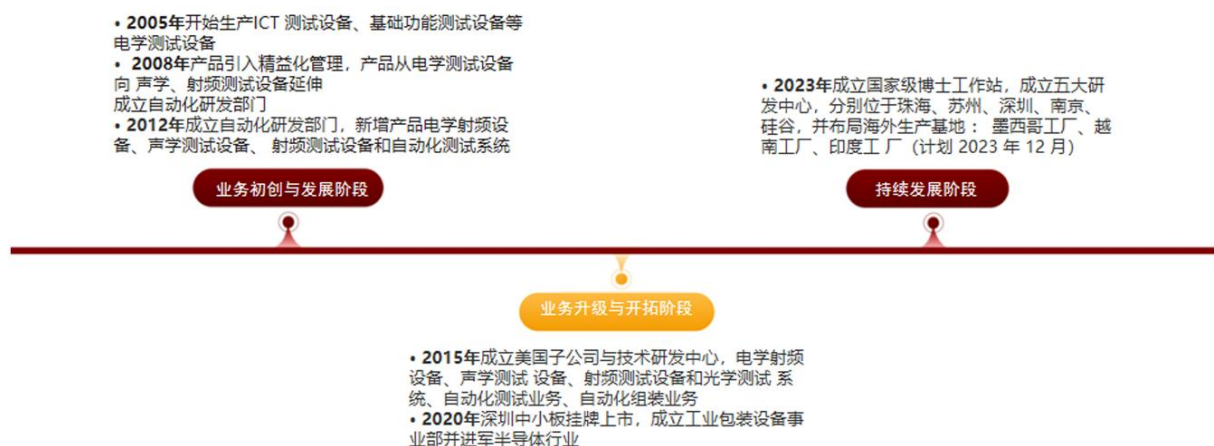 • 2005年开始生产ICT 测试设备、基础功能测试设备等
电学测试设备
• 2008年产品引入精益化管理，产品从电学测试设备
向 声学、射频测试设备延伸
成立自动化研发部门
• 2012年成立自动化研发部门，新增产品电学射频设
备、声学测试设备、 射频测试设备和自动化测试系统
业务初创与发展阶段
• 2023年成立国家级博士工作站，成立五大研
发中心，分别位于珠海、苏州、深圳、南京、
硅谷，并布局海外生产基地： 墨西哥工厂、越
南工厂、印度工 厂（计划 2023 年 12 月）
持续发展阶段
业务升级与开拓阶段
• 2015年成立美国子公司与技术研发中心，电学射频
设备、声学测试 设备、射频测试设备和光学测试 系
统、自动化测试业务、自动化组装业务
• 2020年深圳中小板挂牌上市，成立工业包装设备事
业部并进军半导体行业